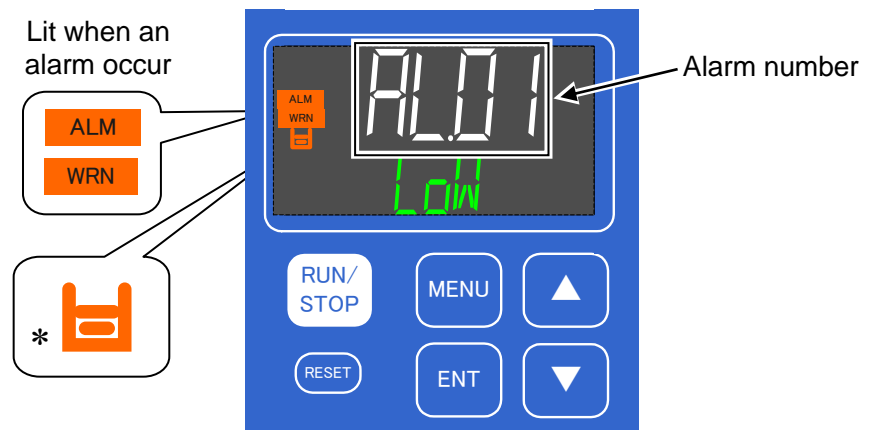 Lit when an
alarm occur
ALM
WRN
*
ALM
WRN
AL.01
LoW
Alarm number
RUN/
STOP
MENU
▲
RESET
ENT
▼